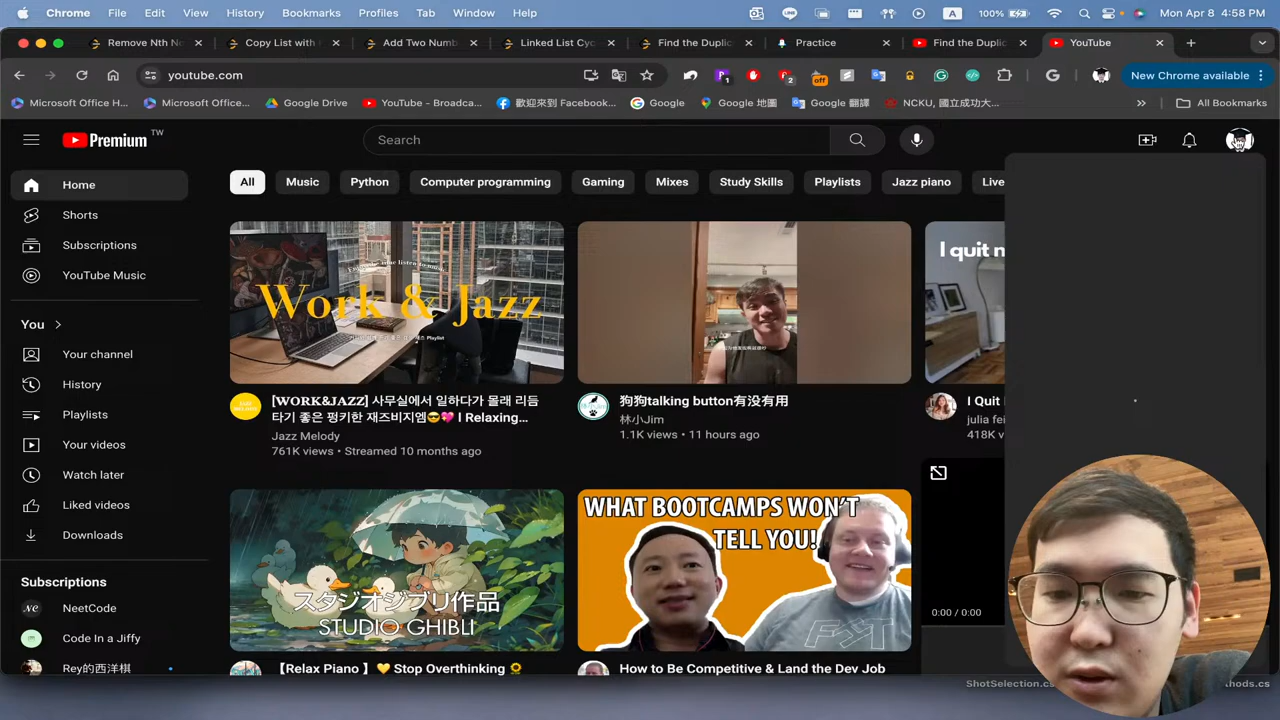 Chrome File Edit View History Bookmarks Profiles Tab Window Help A 100% Mon Apr 8 4:58 PM
Remove Nth N Copy List with Add Two Numb Linked List Cyc Find the Duplic Practice Find the Duplic YouTube
youtube.com New Chrome available
Microsoft Office H... Microsoft Office... Google Drive YouTube - Broadca... 歡迎來到 Facebook... Google Google 地圖 Google 翻譯 NCKU, 國立成功大... All Bookmarks
Premium TW
Search
Home
Shorts
Subscriptions
YouTube Music
You
Your channel
History
Playlists
Your videos
Watch later
Liked videos
Downloads
Subscriptions
NeetCode
Code In a Jiffy
Rey的西洋棋
All Music Python Computer programming Gaming Mixes Study Skills Playlists Jazz piano Live
Work & Jazz
I quit n
[WORK&JAZZ] 사무실에서 일하다가 몰래 리듬
타기 좋은 펑키한 재즈비지엠😎💖 l Relaxing...
Jazz Melody
761K views • Streamed 10 months ago
狗狗talking button有没有用
林小Jim
1.1K views • 11 hours ago
I Quit
julia fei
418K v
スタジオジブリ作品
STUDIO GHIBLI
WHAT BOOTCAMPS WON'T
TELL YOU!
FST
0:00 / 0:00
【Relax Piano 】💛 Stop Overthinking 🌻
How to Be Competitive & Land the Dev Job
ShotSelection.cs
hods.cs